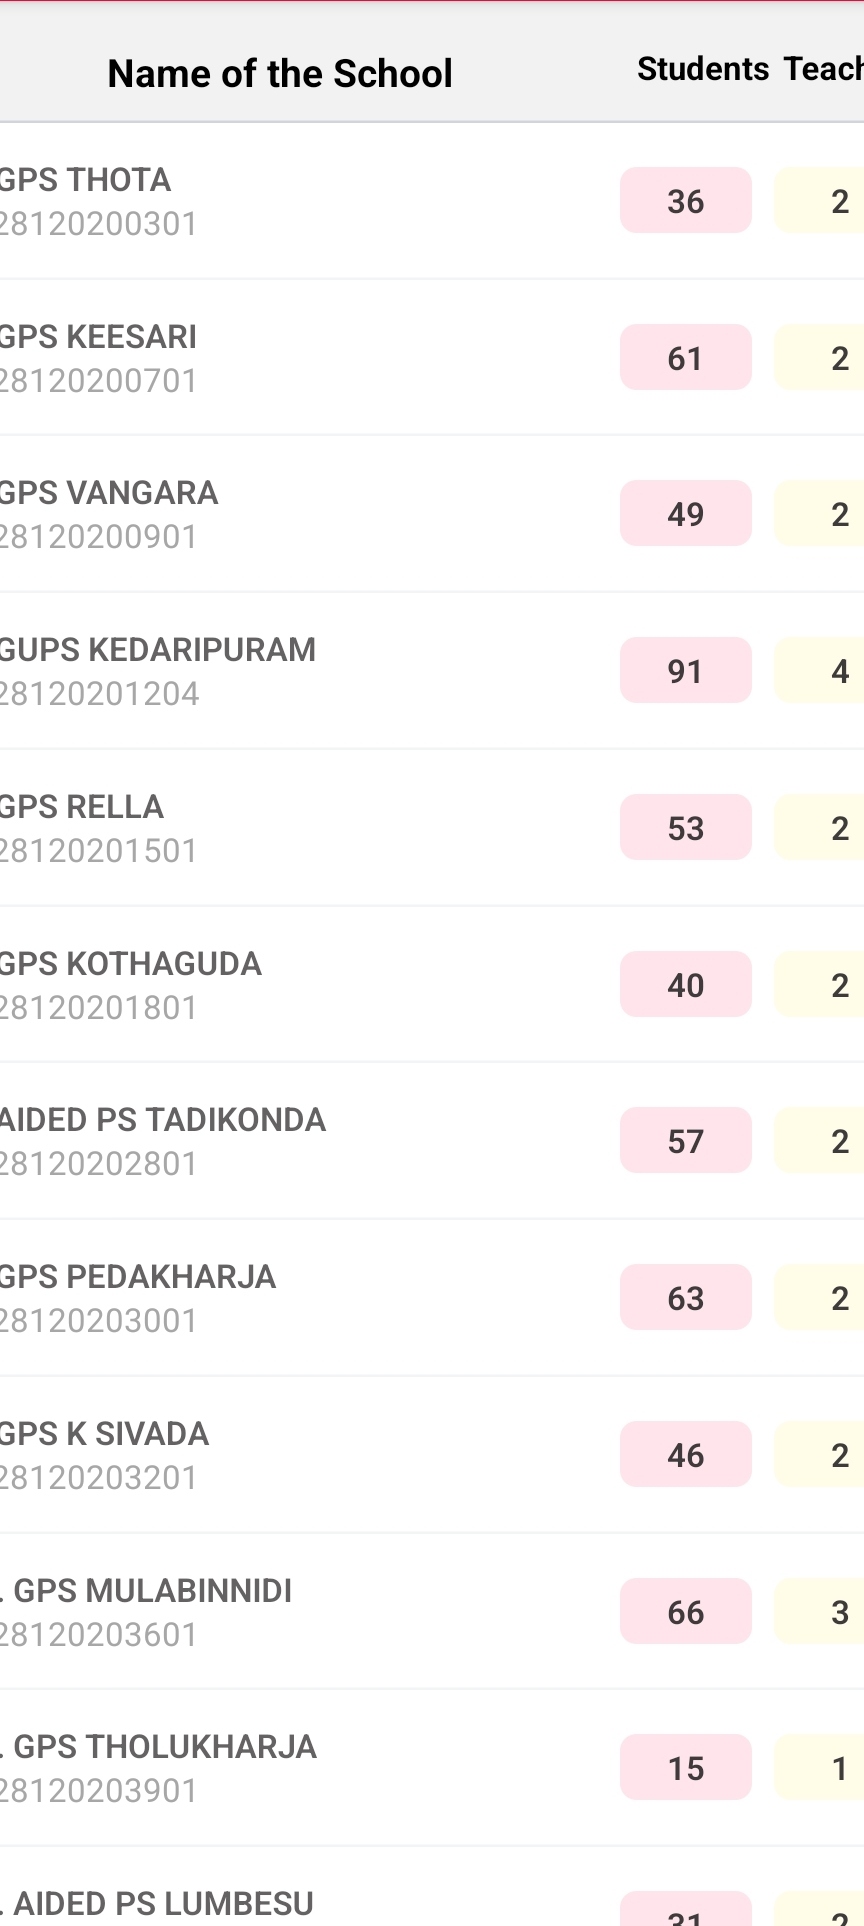 Name of the School Students Teach
GPS THOTA
28120200301
36 2
GPS KEESARI
28120200701
61 2
GPS VANGARA
28120200901
49 2
GUPS KEDARIPURAM
28120201204
91 4
GPS RELLA
28120201501
53 2
GPS KOTHAGUDA
28120201801
40 2
AIDED PS TADIKONDA
28120202801
57 2
GPS PEDAKHARJA
28120203001
63 2
GPS K SIVADA
28120203201
46 2
. GPS MULABINNIDI
28120203601
66 3
. GPS THOLUKHARJA
28120203901
15 1
. AIDED PS LUMBESU
31 2